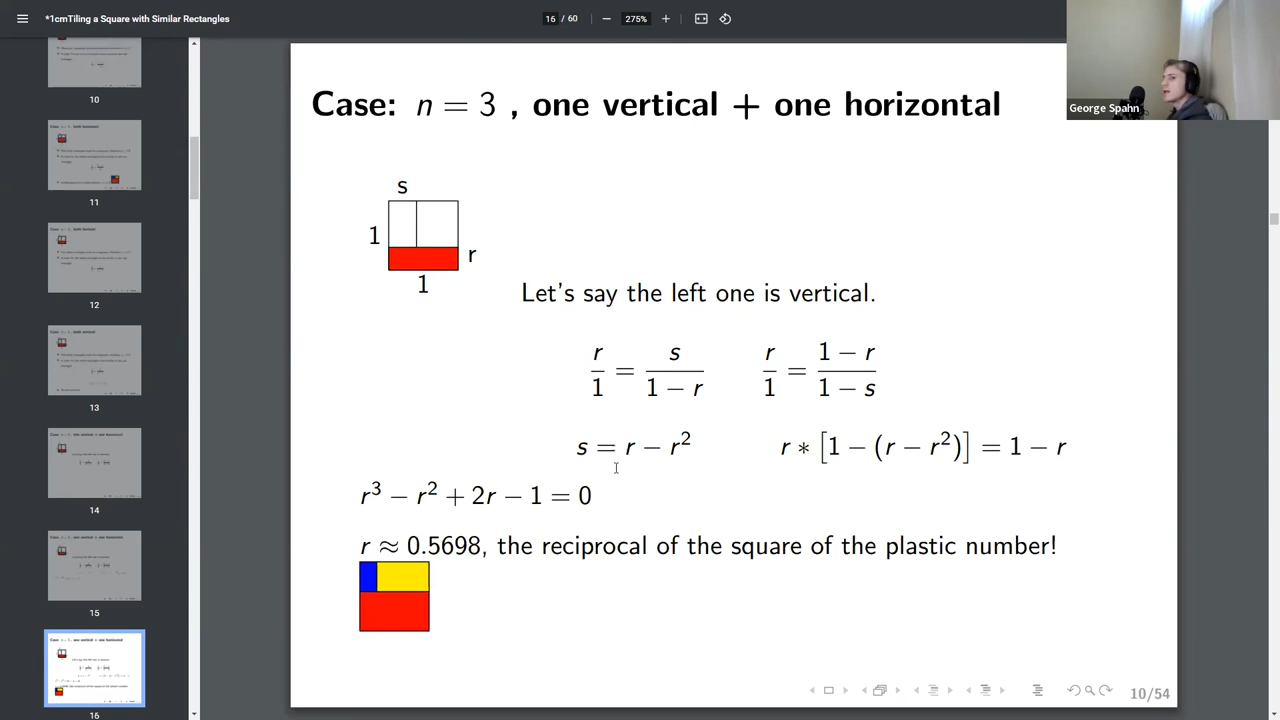 *1cmTiling a Square with Similar Rectangles
16 / 60
275%
George Spahn
10
11
12
13
14
15
16
Case: n = 3 , one vertical + one horizontal
s
1
r
1
Let's say the left one is vertical.
r/1 = s/(1 − r)    r/1 = (1 − r)/(1 − s)
s = r − r²    r ∗ [1 − (r − r²)] = 1 − r
r³ − r² + 2r − 1 = 0
r ≈ 0.5698, the reciprocal of the square of the plastic number!
10/54